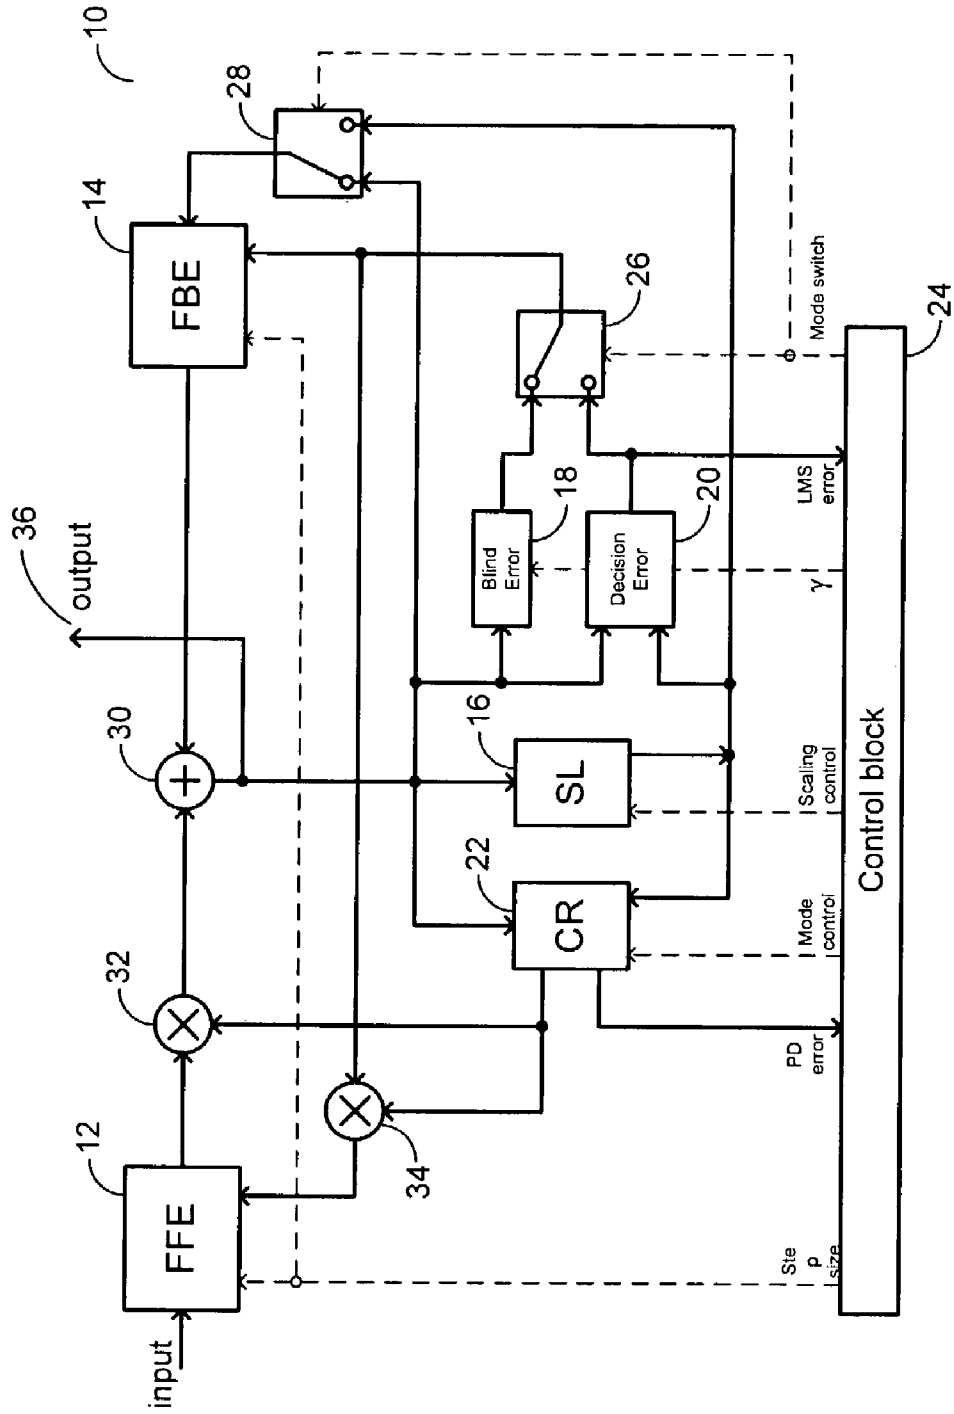 10
input
FFE
12
32
30
output
36
FBE
14
28
34
CR
22
SL
16
Blind
Error
18
Decision
Error
20
26
Ste
p
size
PD
error
Mode
control
Scaling
control
γ
LMS
error
Mode switch
Control block
24